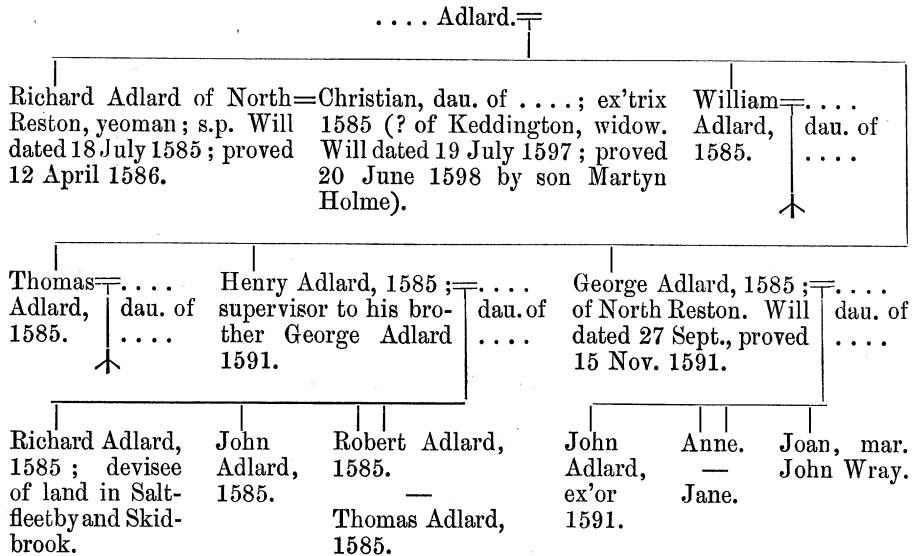 . . . . Adlard.
Richard Adlard of North
Reston, yeoman ; s.p. Will
dated 18 July 1585 ; proved
12 April 1586.
=Christian, dau. of . . . . ; ex'trix
1585 (? of Keddington, widow.
Will dated 19 July 1597 ; proved
20 June 1598 by son Martyn
Holme).
William
Adlard,
1585.
. . . .
dau. of
. . . .
Thomas
Adlard,
1585.
. . . .
dau. of
. . . .
Henry Adlard, 1585 ;
supervisor to his bro-
ther George Adlard
1591.
. . . .
dau. of
. . . .
George Adlard, 1585 ;
of North Reston. Will
dated 27 Sept., proved
15 Nov. 1591.
. . . .
dau. of
. . . .
Richard Adlard,
1585 ; devisee
of land in Salt-
fleetby and Skid-
brook.
John
Adlard,
1585.
Robert Adlard,
1585.
—
Thomas Adlard,
1585.
John
Adlard,
ex'or
1591.
Anne.
—
Jane.
Joan, mar.
John Wray.